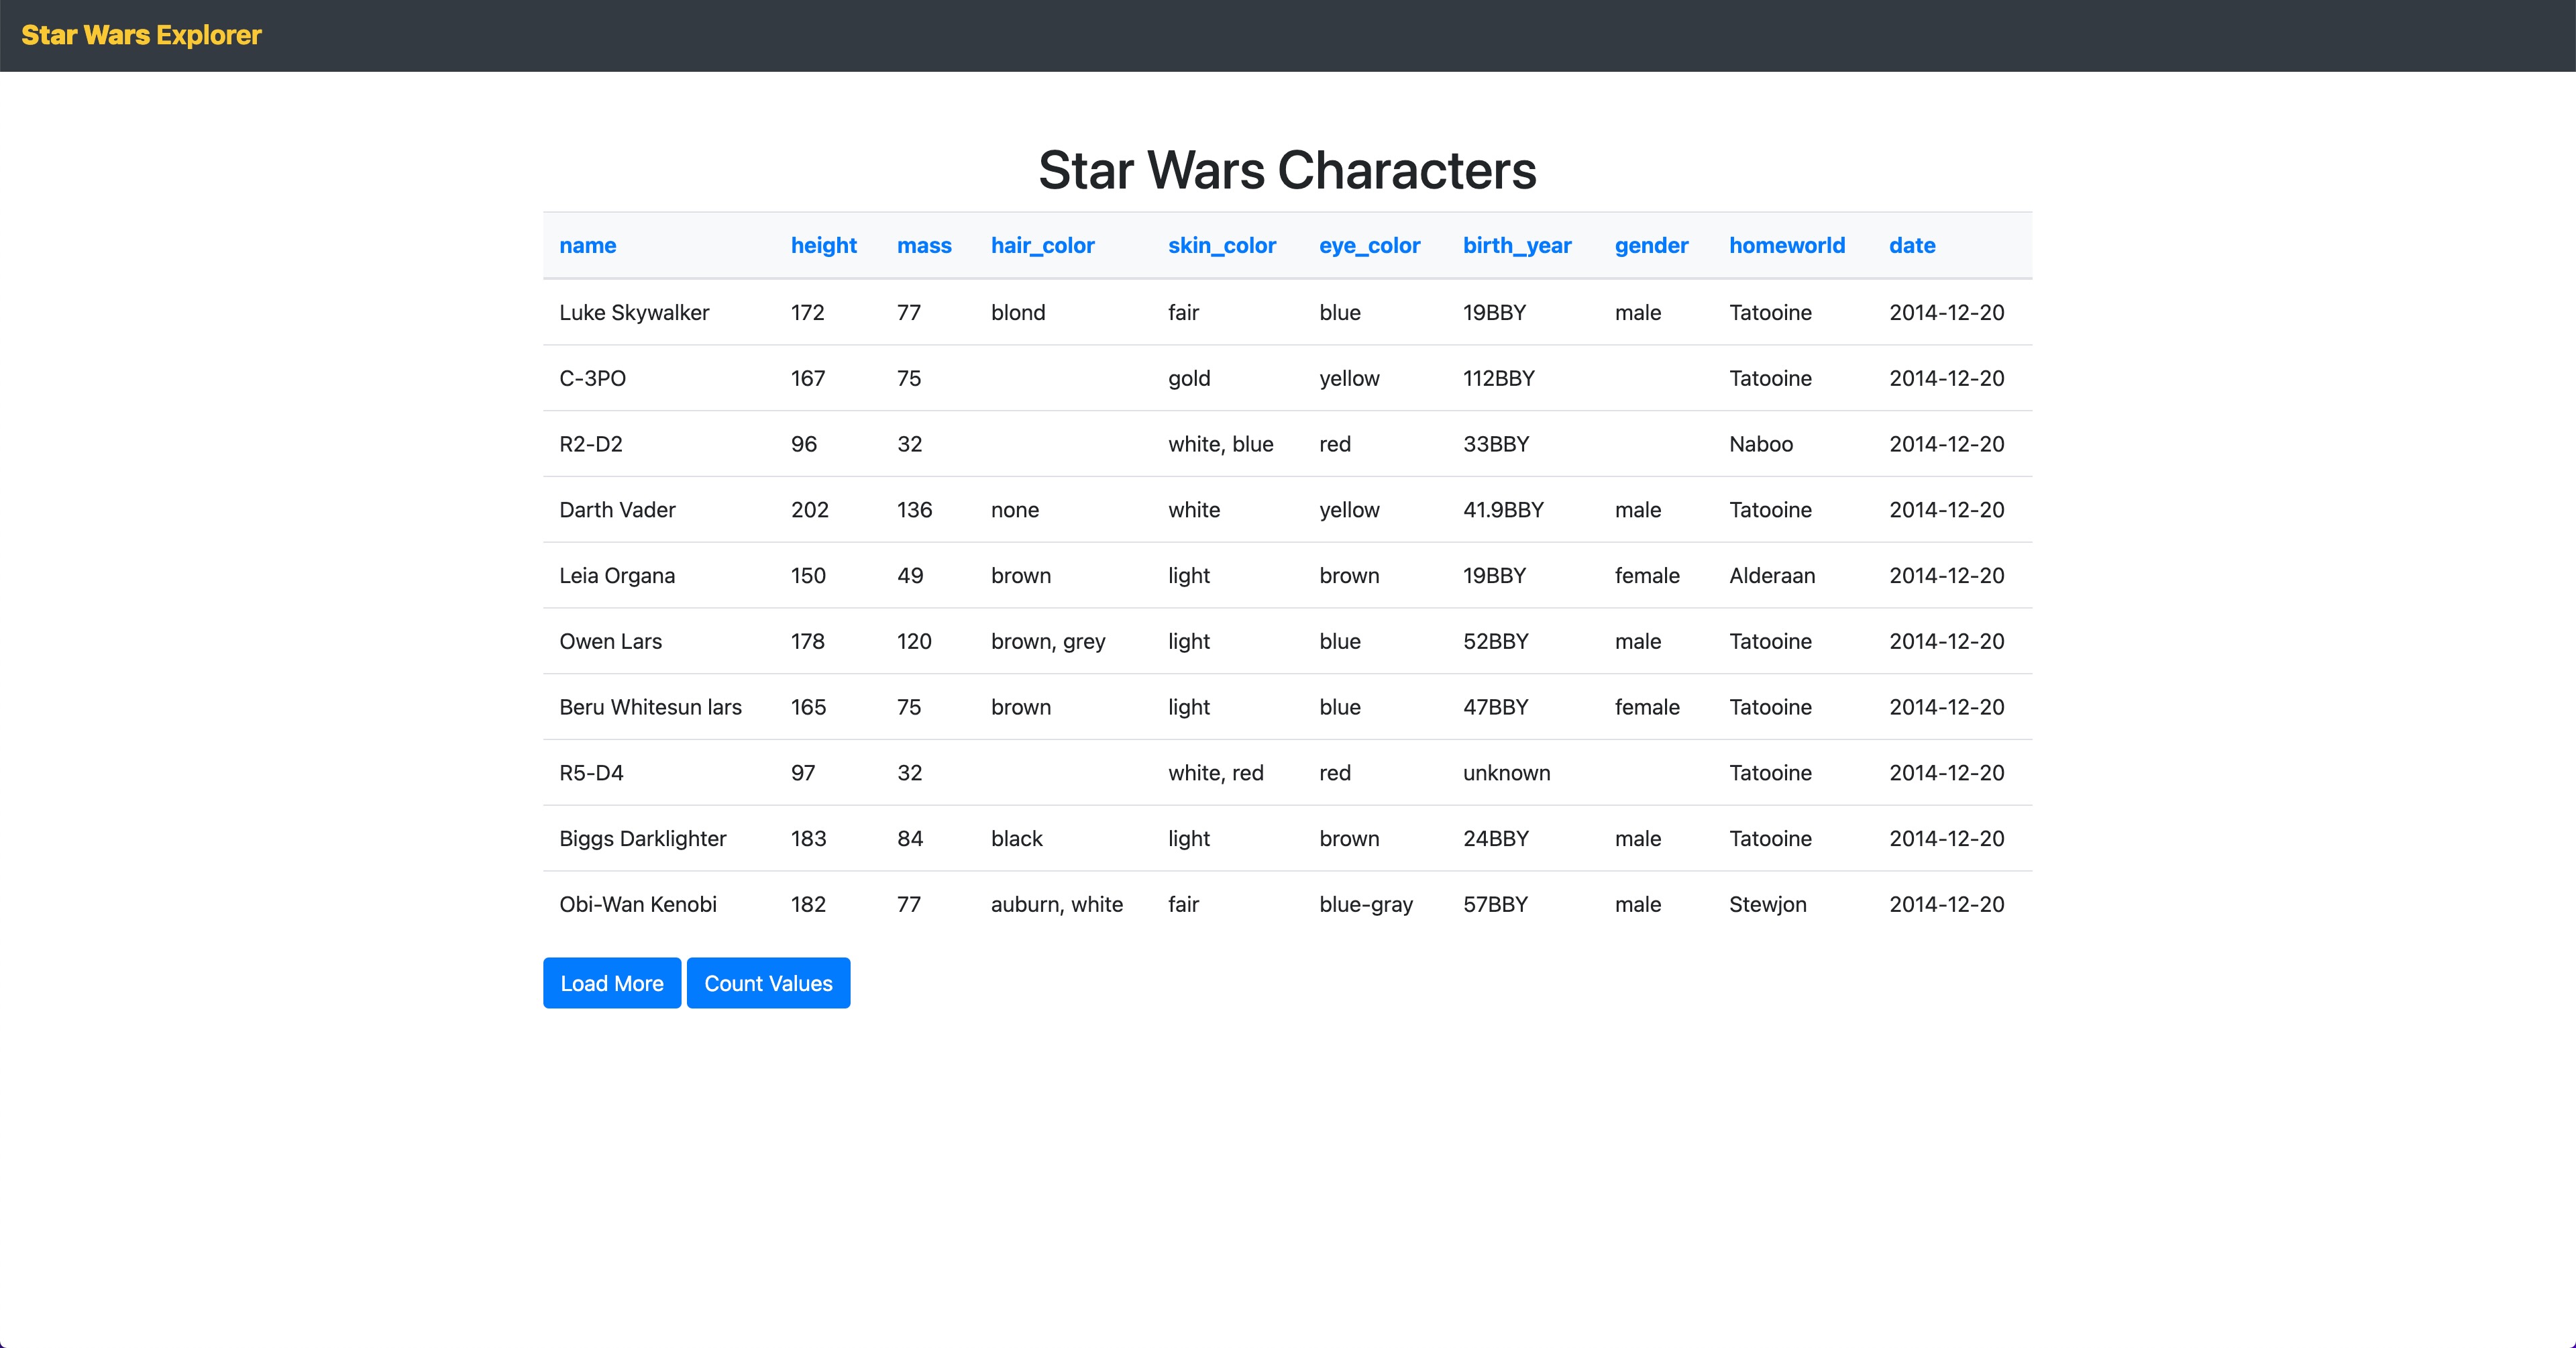 Star Wars Explorer
Star Wars Characters
name height mass hair_color skin_color eye_color birth_year gender homeworld date
Luke Skywalker 172 77 blond fair blue 19BBY male Tatooine 2014-12-20
C-3PO 167 75 gold yellow 112BBY Tatooine 2014-12-20
R2-D2 96 32 white, blue red 33BBY Naboo 2014-12-20
Darth Vader 202 136 none white yellow 41.9BBY male Tatooine 2014-12-20
Leia Organa 150 49 brown light brown 19BBY female Alderaan 2014-12-20
Owen Lars 178 120 brown, grey light blue 52BBY male Tatooine 2014-12-20
Beru Whitesun lars 165 75 brown light blue 47BBY female Tatooine 2014-12-20
R5-D4 97 32 white, red red unknown Tatooine 2014-12-20
Biggs Darklighter 183 84 black light brown 24BBY male Tatooine 2014-12-20
Obi-Wan Kenobi 182 77 auburn, white fair blue-gray 57BBY male Stewjon 2014-12-20
Load More Count Values